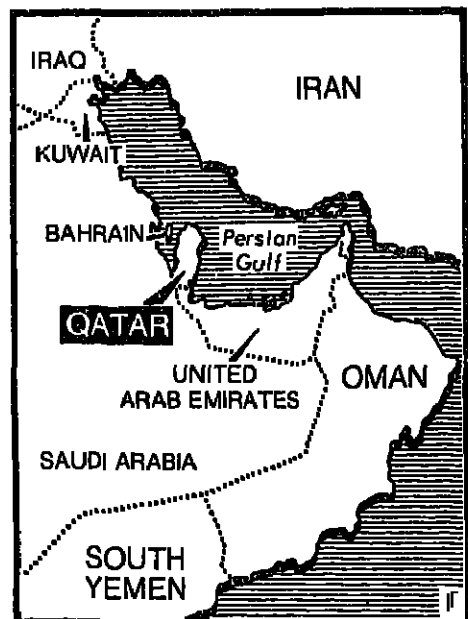 IRAQ
IRAN
KUWAIT
BAHRAIN
Persian
Gulf
QATAR
UNITED
ARAB EMIRATES
OMAN
SAUDI ARABIA
SOUTH
YEMEN